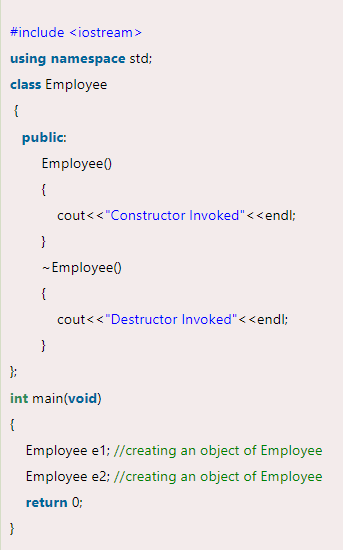 #include <iostream>
using namespace std;
class Employee
{
public:
Employee()
{
cout<<"Constructor Invoked"<<endl;
}
~Employee()
{
cout<<"Destructor Invoked"<<endl;
}
};
int main(void)
{
Employee e1; //creating an object of Employee
Employee e2; //creating an object of Employee
return 0;
}